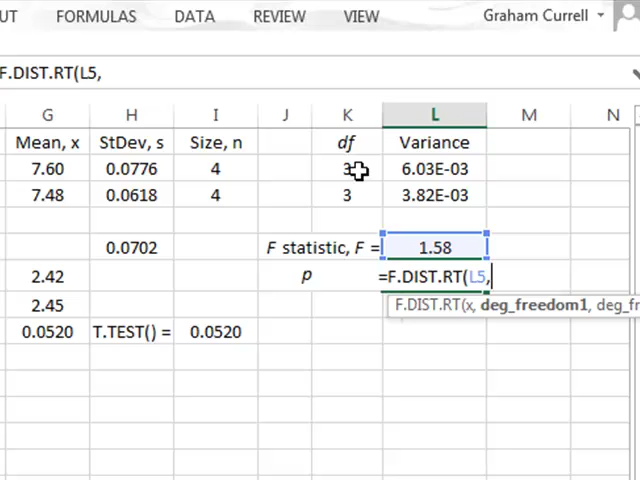 UT FORMULAS DATA REVIEW VIEW Graham Currell
F.DIST.RT(L5,
G H I J K L M N
Mean, x StDev, s Size, n df Variance
7.60 0.0776 4 3 6.03E-03
7.48 0.0618 4 3 3.82E-03
0.0702 F statistic, F = 1.58
2.42 p =F.DIST.RT(L5,
2.45 F.DIST.RT(x, deg_freedom1, deg_fr
0.0520 T.TEST() = 0.0520